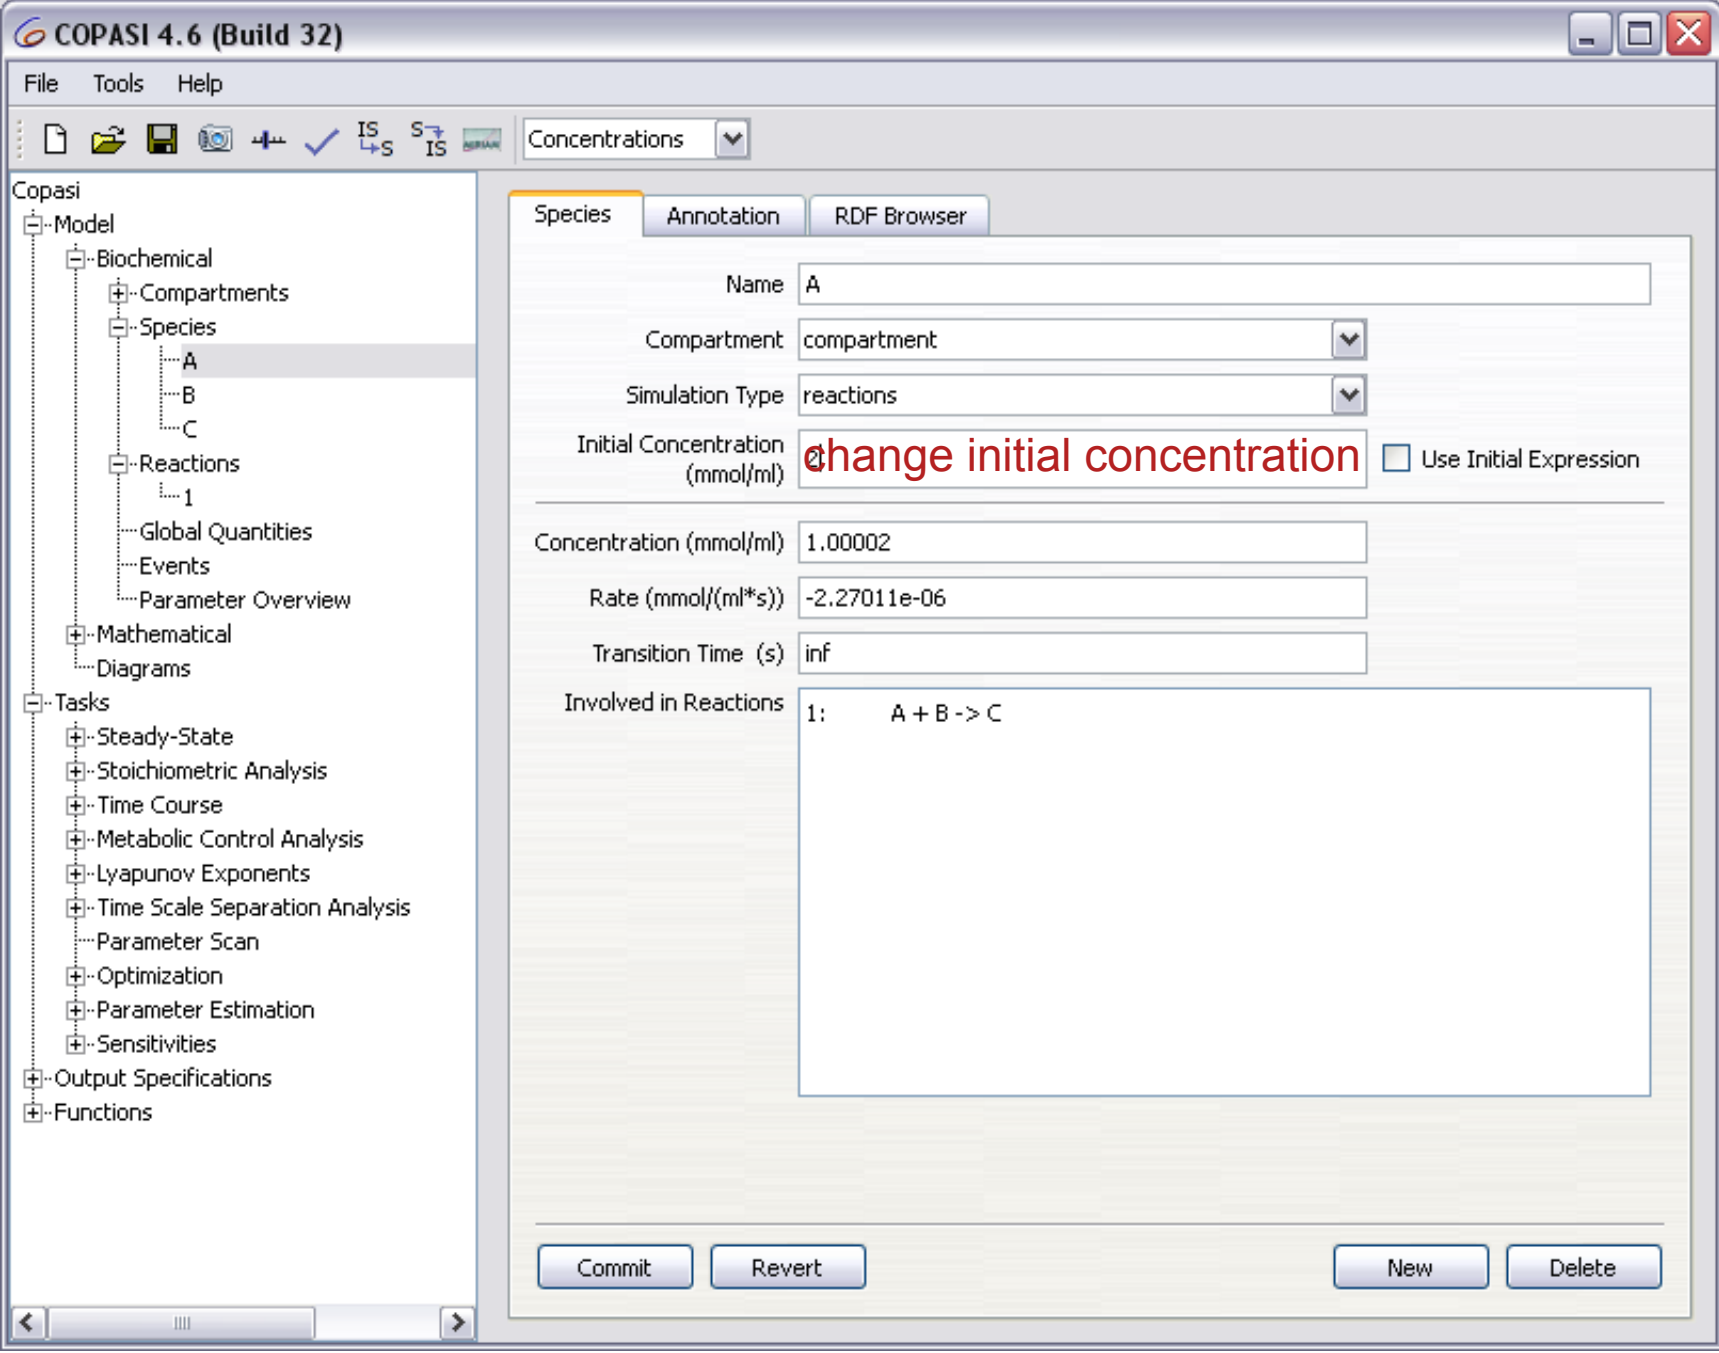 COPASI 4.6 (Build 32)
File Tools Help
IS S
S IS
Concentrations
Copasi
Model
Biochemical
Compartments
Species
A
B
C
Reactions
1
Global Quantities
Events
Parameter Overview
Mathematical
Diagrams
Tasks
Steady-State
Stoichiometric Analysis
Time Course
Metabolic Control Analysis
Lyapunov Exponents
Time Scale Separation Analysis
Parameter Scan
Optimization
Parameter Estimation
Sensitivities
Output Specifications
Functions
Species Annotation RDF Browser
Name A
Compartment compartment
Simulation Type reactions
Initial Concentration
(mmol/ml)
change initial concentration
Use Initial Expression
Concentration (mmol/ml) 1.00002
Rate (mmol/(ml*s)) -2.27011e-06
Transition Time (s) inf
Involved in Reactions
1: A + B -> C
Commit Revert New Delete